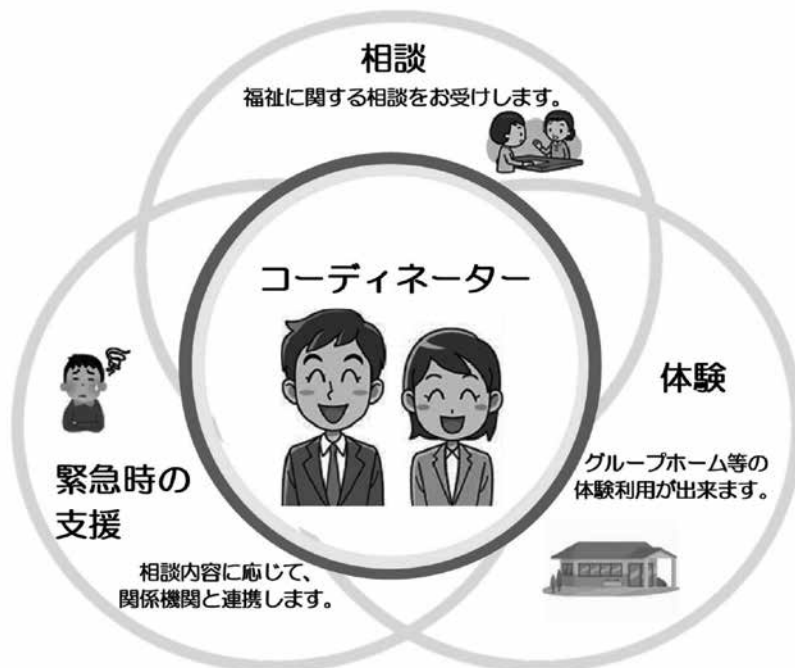 相談
福祉に関する相談をお受けします。
コーディネーター
体験
グループホーム等の
体験利用が出来ます。
緊急時の
支援
相談内容に応じて、
関係機関と連携します。